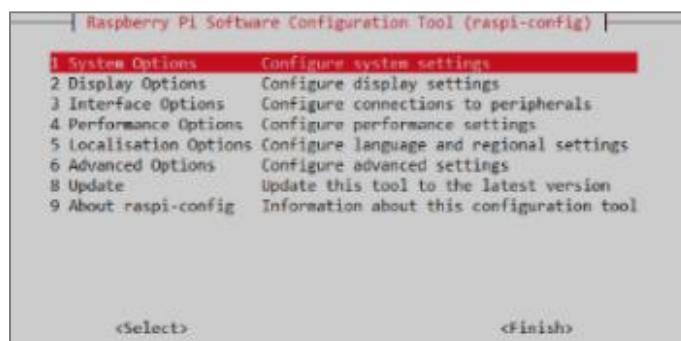 Raspberry Pi Software Configuration Tool (raspi-config)
1 System Options Configure system settings
2 Display Options Configure display settings
3 Interface Options Configure connections to peripherals
4 Performance Options Configure performance settings
5 Localisation Options Configure language and regional settings
6 Advanced Options Configure advanced settings
8 Update Update this tool to the latest version
9 About raspi-config Information about this configuration tool
<Select> <Finish>